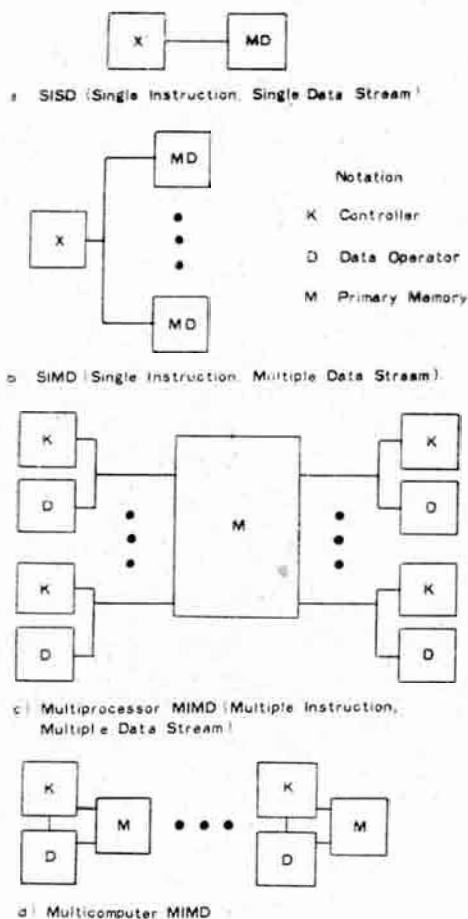 X MD
a SISD (Single Instruction, Single Data Stream)
MD
X
MD
Notation
K Controller
D Data Operator
M Primary Memory
b SIMD (Single Instruction, Multiple Data Stream).
K K
D D
M
K K
D D
c) Multiprocessor MIMD (Multiple Instruction,
Multiple Data Stream)
K K
M M
D D
d) Multicomputer MIMD